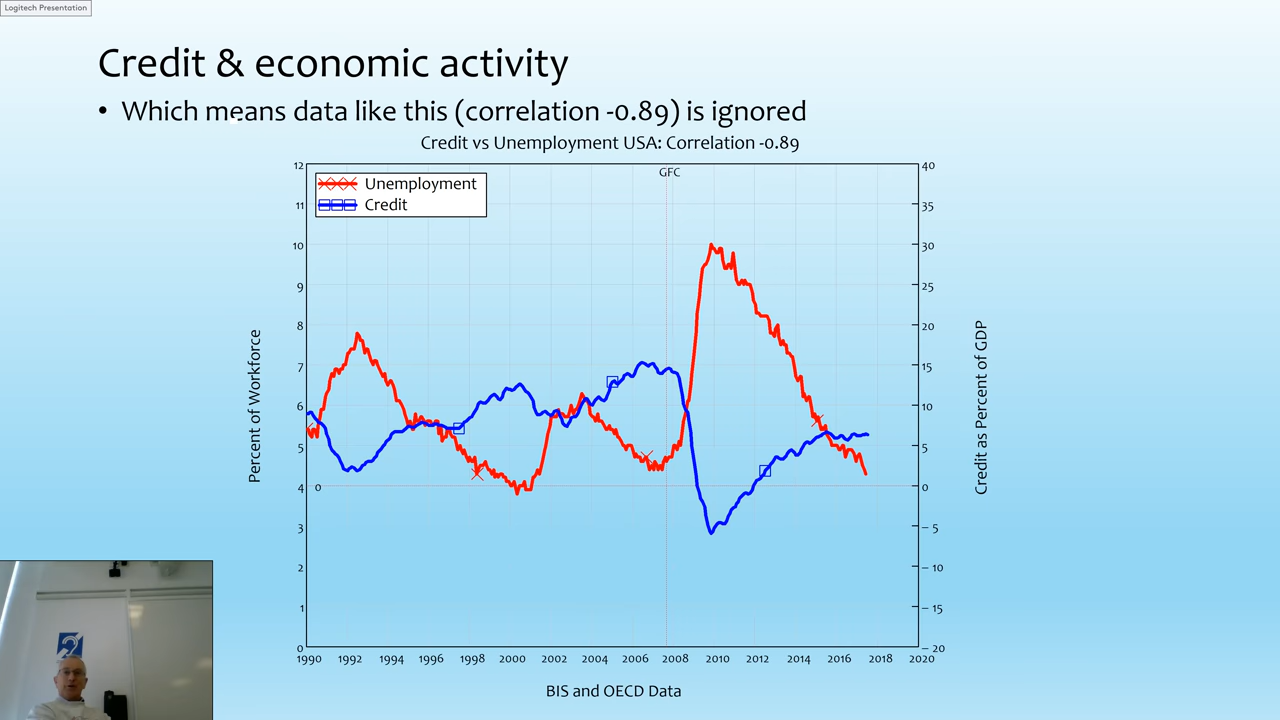 Logitech Presentation
Credit & economic activity
• Which means data like this (correlation -0.89) is ignored
Credit vs Unemployment USA: Correlation -0.89
GFC
Unemployment
Credit
12
11
10
9
8
7
6
5
4
3
2
1
0
0
40
35
30
25
20
15
10
5
0
– 5
– 10
– 15
– 20
Percent of Workforce
Credit as Percent of GDP
1990 1992 1994 1996 1998 2000 2002 2004 2006 2008 2010 2012 2014 2016 2018 2020
BIS and OECD Data